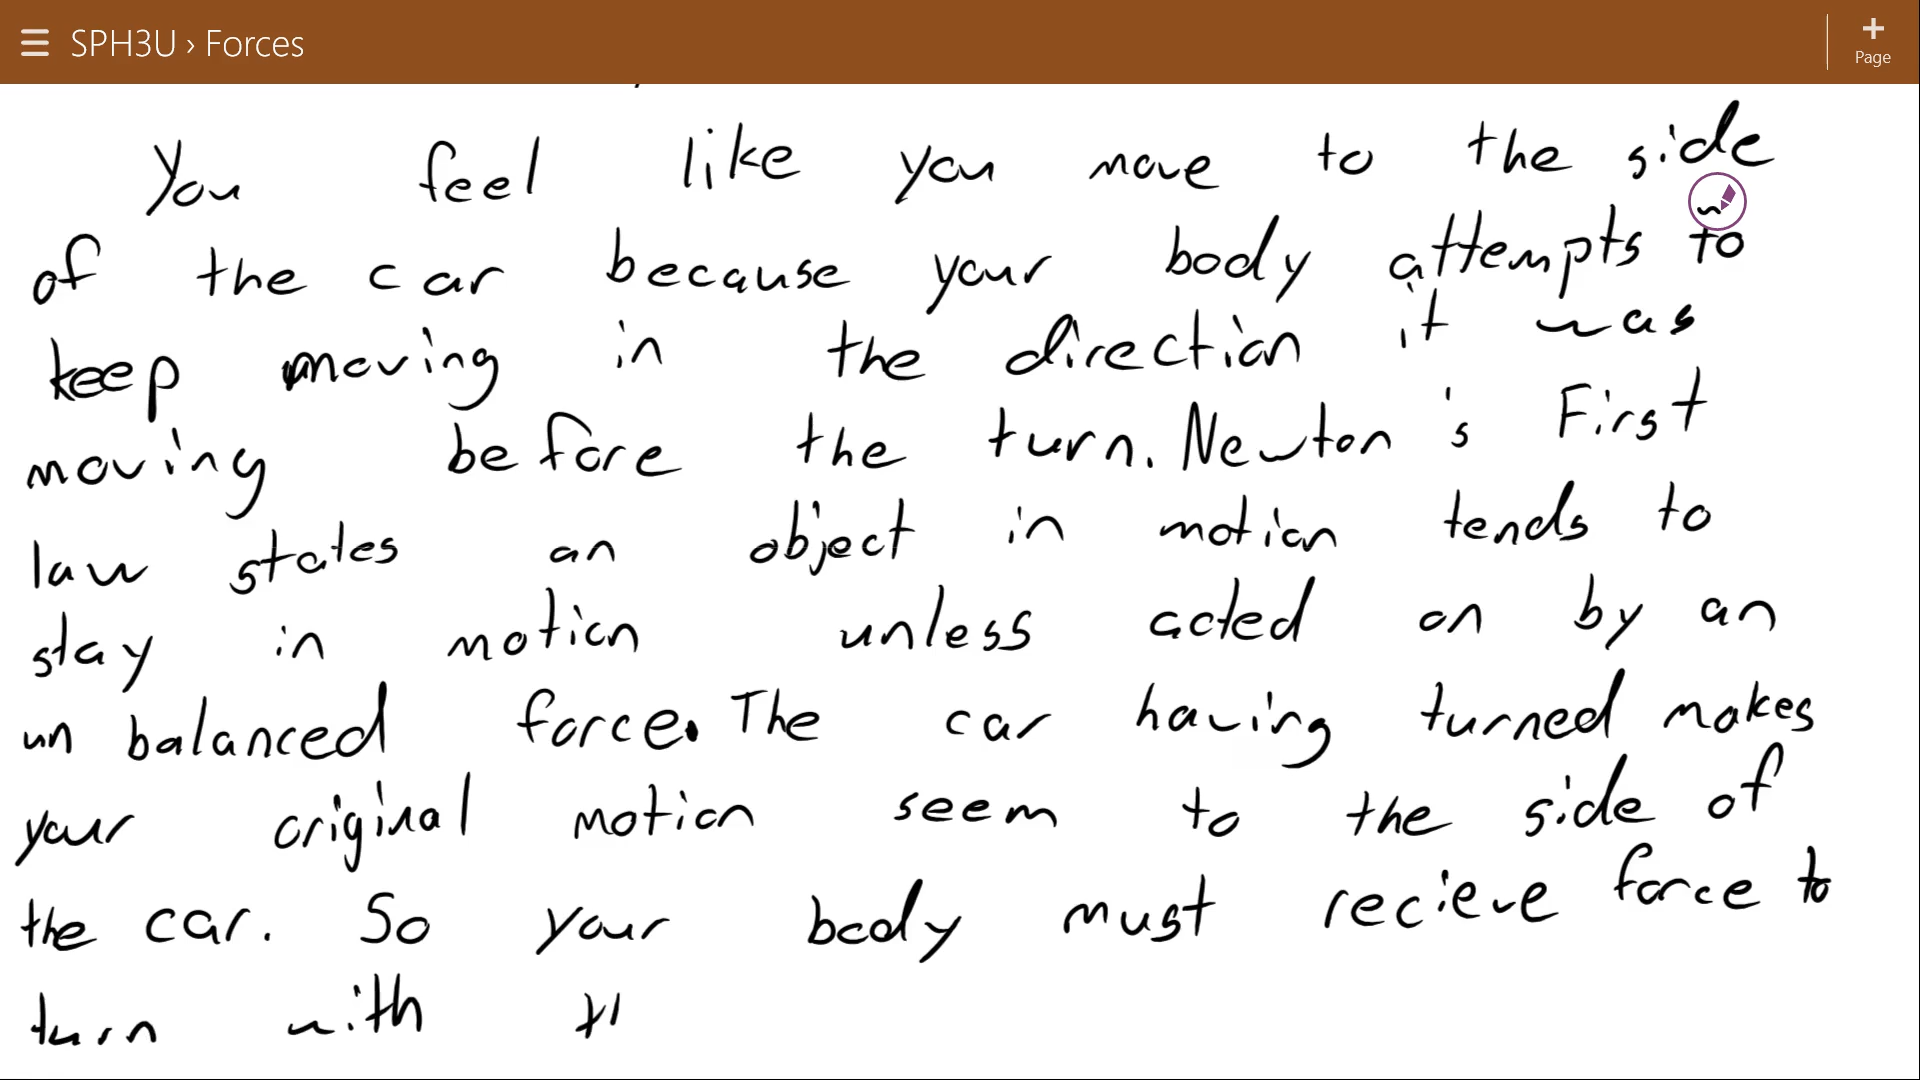 SPH3U › Forces
Page
You feel like you move to the side
of the car because your body attempts to
keep moving in the direction it was
moving before the turn. Newton's First
law states an object in motion tends to
stay in motion unless acted on by an
unbalanced force. The car having turned makes
your original motion seem to the side of
the car. So your body must recieve force to
turn with